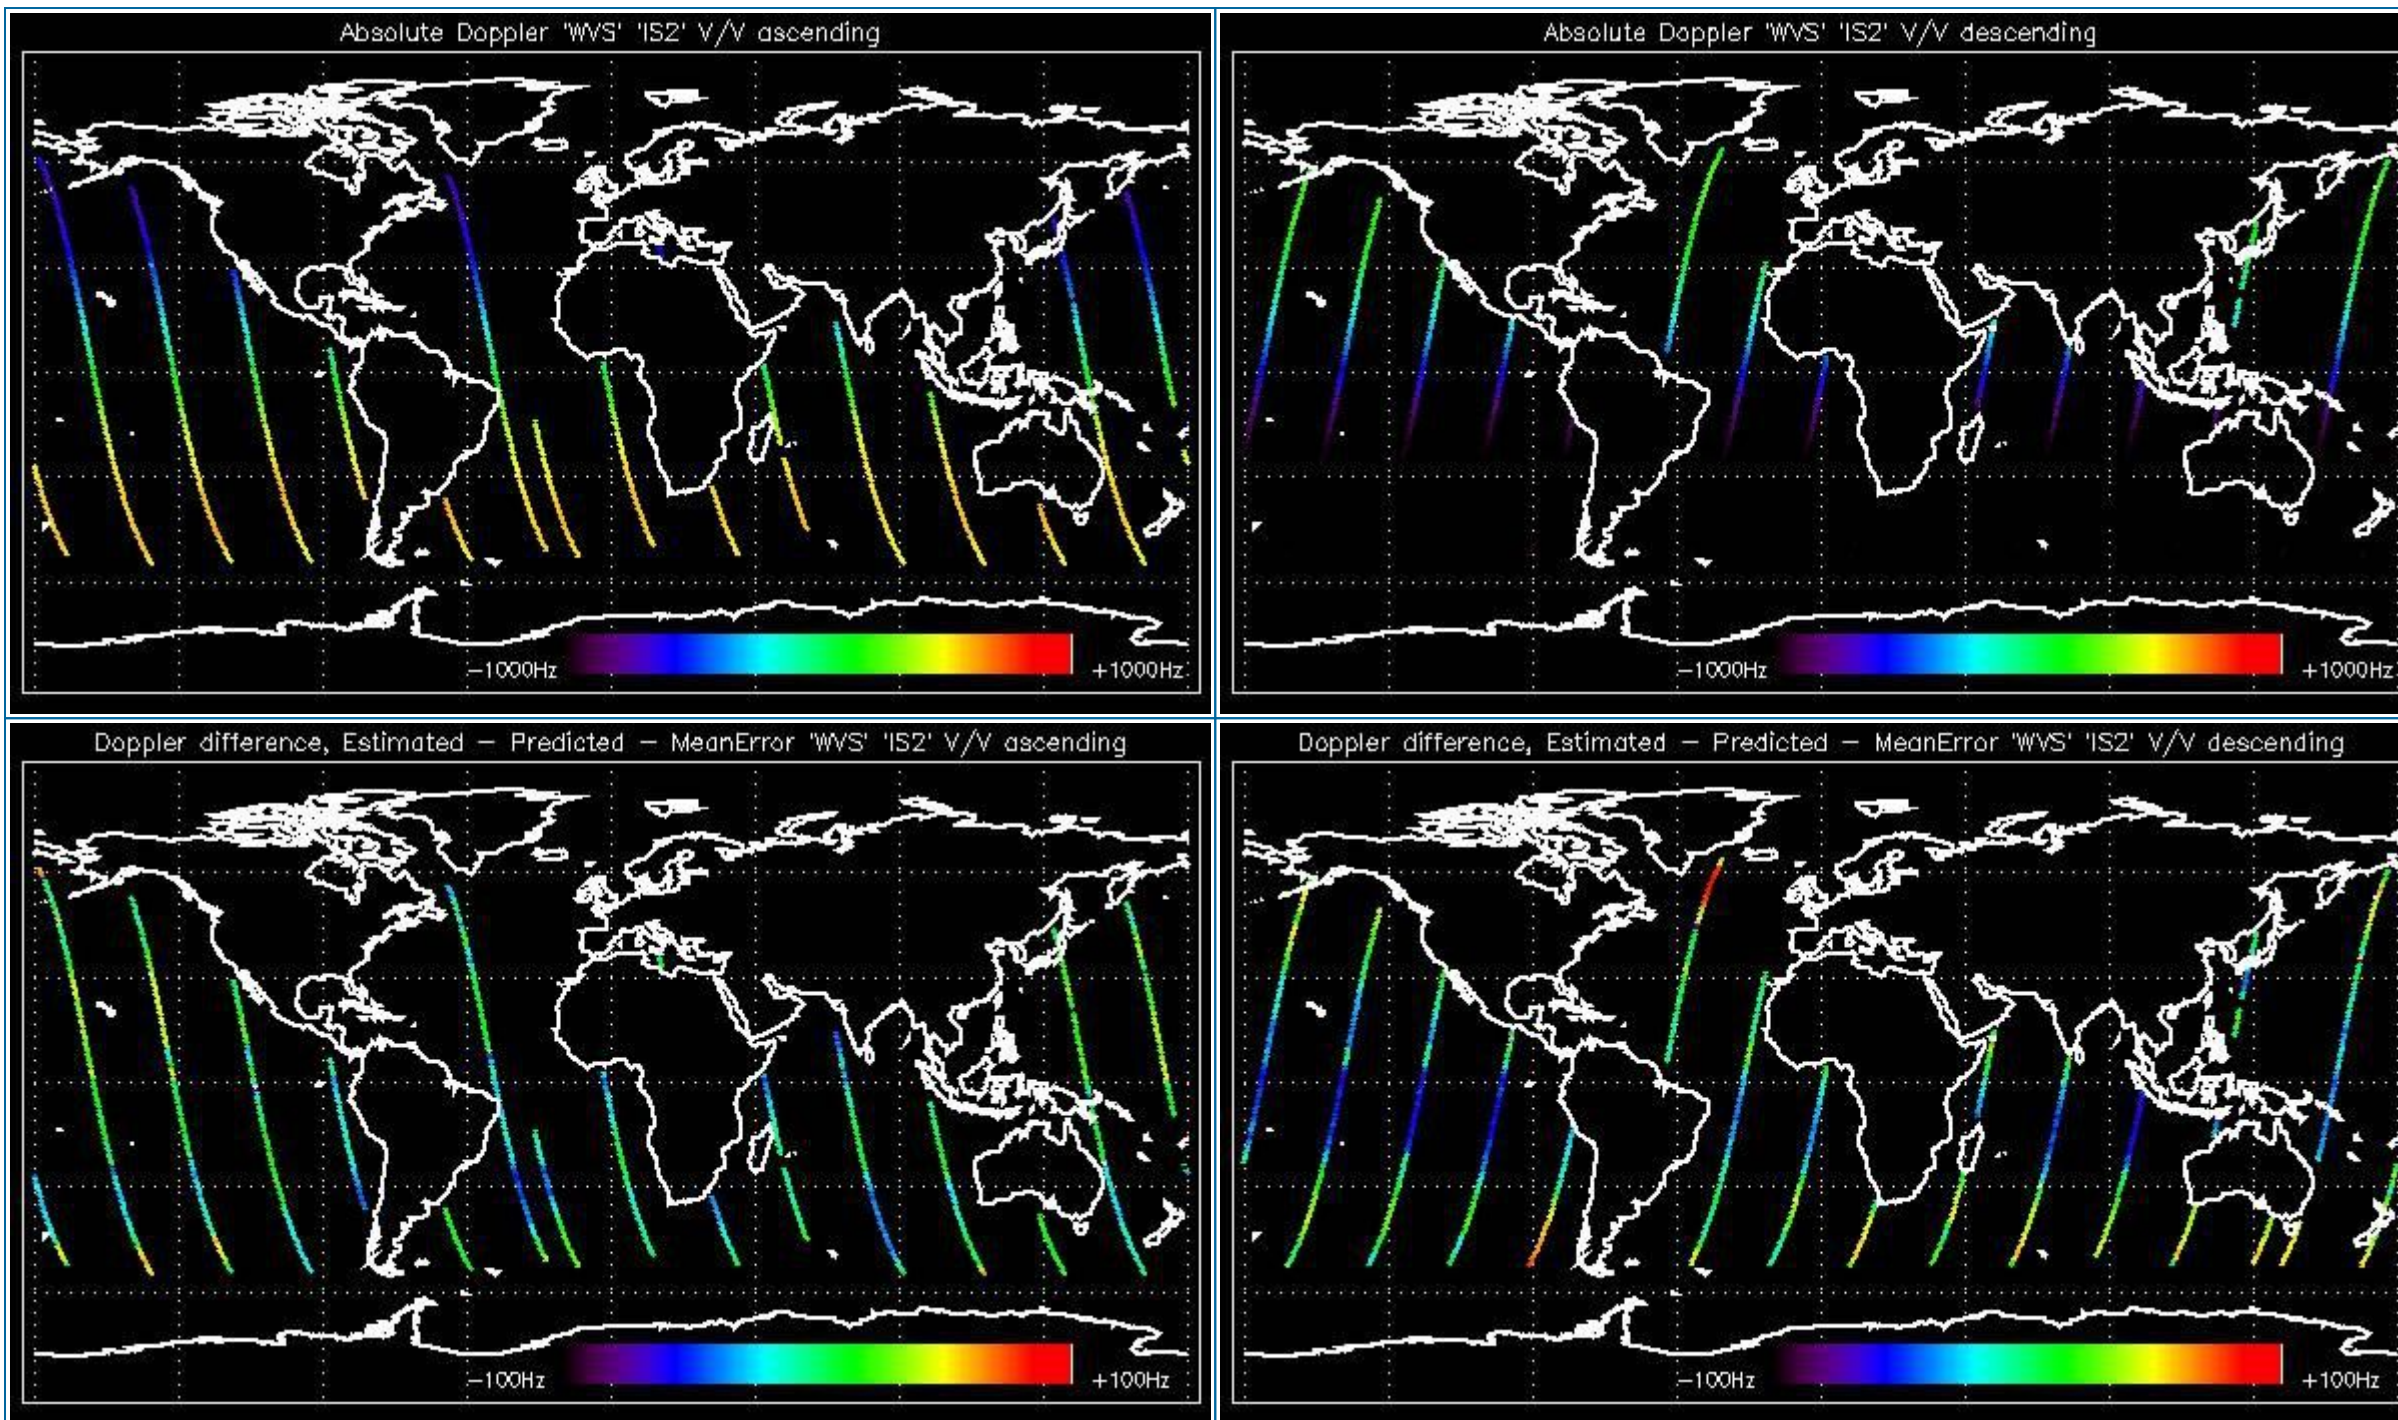 Absolute Doppler 'WVS' 'IS2' V/V ascending
−1000Hz
+1000Hz
Absolute Doppler 'WVS' 'IS2' V/V descending
−1000Hz
+1000Hz
Doppler difference, Estimated − Predicted − MeanError 'WVS' 'IS2' V/V ascending
−100Hz
+100Hz
Doppler difference, Estimated − Predicted − MeanError 'WVS' 'IS2' V/V descending
−100Hz
+100Hz